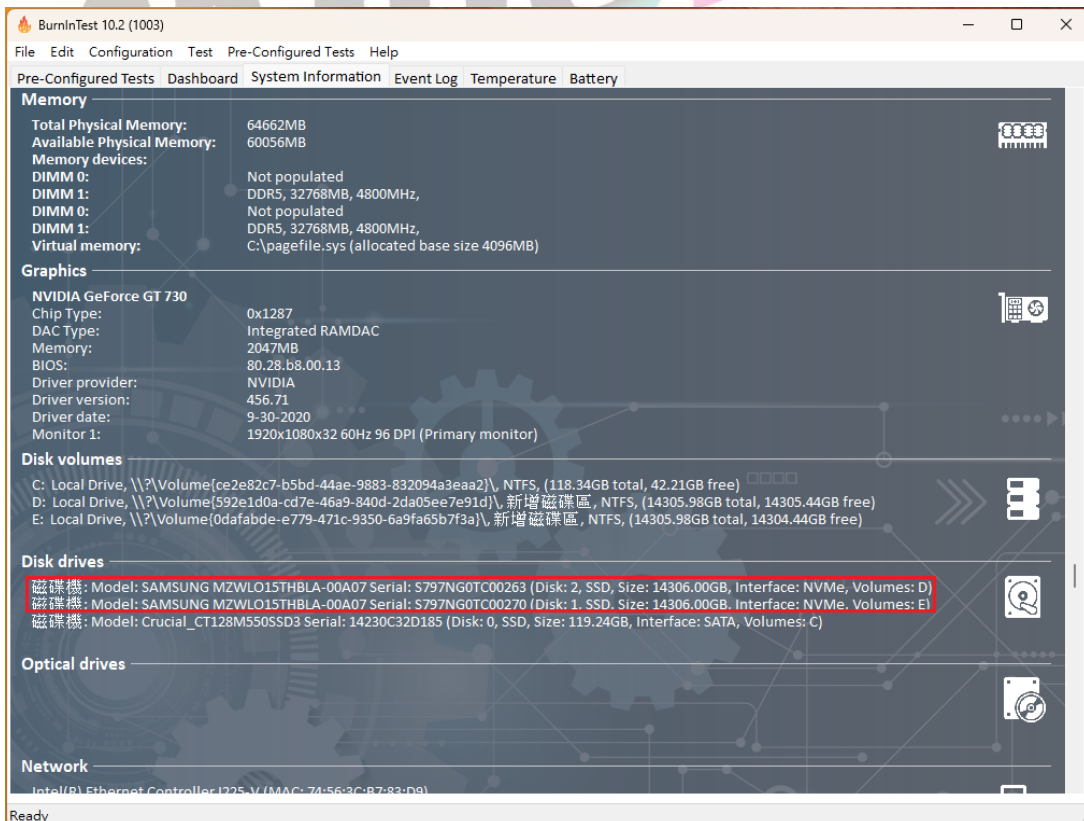 BurnInTest 10.2 (1003)
File Edit Configuration Test Pre-Configured Tests Help
Pre-Configured Tests Dashboard System Information Event Log Temperature Battery
Memory
Total Physical Memory: 64662MB
Available Physical Memory: 60056MB
Memory devices:
DIMM 0: Not populated
DIMM 1: DDR5, 32768MB, 4800MHz,
DIMM 0: Not populated
DIMM 1: DDR5, 32768MB, 4800MHz,
Virtual memory: C:\pagefile.sys (allocated base size 4096MB)
Graphics
NVIDIA GeForce GT 730
Chip Type: 0x1287
DAC Type: Integrated RAMDAC
Memory: 2047MB
BIOS: 80.28.b8.00.13
Driver provider: NVIDIA
Driver version: 456.71
Driver date: 9-30-2020
Monitor 1: 1920x1080x32 60Hz 96 DPI (Primary monitor)
Disk volumes
C: Local Drive, \\?\Volume{ce2e82c7-b5bd-44ae-9883-832094a3eaa2}\, NTFS, (118.34GB total, 42.21GB free)
D: Local Drive, \\?\Volume{592e1d0a-cd7e-46a9-840d-2da05ee7e91d}\, 新增磁碟區, NTFS, (14305.98GB total, 14305.44GB free)
E: Local Drive, \\?\Volume{0dafabde-e779-471c-9350-6a9fa65b7f3a}\, 新增磁碟區, NTFS, (14305.98GB total, 14304.44GB free)
Disk drives
磁碟機: Model: SAMSUNG MZWLO15THBLA-00A07 Serial: S797NG0TC00263 (Disk: 2, SSD, Size: 14306.00GB, Interface: NVMe, Volumes: D)
磁碟機: Model: SAMSUNG MZWLO15THBLA-00A07 Serial: S797NG0TC00270 (Disk: 1, SSD, Size: 14306.00GB, Interface: NVMe, Volumes: E)
磁碟機: Model: Crucial_CT128M550SSD3 Serial: 14230C32D185 (Disk: 0, SSD, Size: 119.24GB, Interface: SATA, Volumes: C)
Optical drives
Network
Intel(R) Ethernet Controller I225-V (MAC: 74:56:3C:B7:83:D9)
Ready